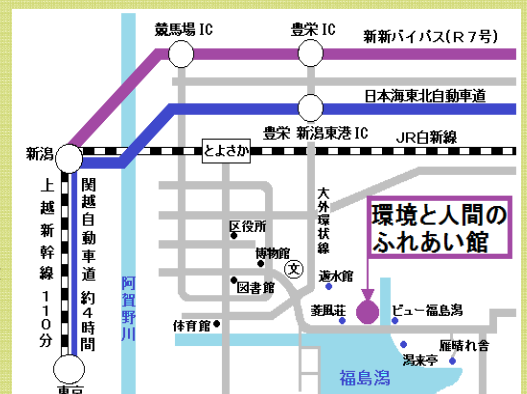 競馬場 IC
豊栄 IC
新新バイパス(R7号)
日本海東北自動車道
豊栄 新潟東港 IC
JR白新線
新潟
とよさか
上越新幹線 110分
関越自動車道 約4時間
阿賀野川
大外環状線
環境と人間の
ふれあい館
区役所
博物館
文
図書館
遊水館
菱風荘
ビュー福島潟
体育館
潟来亭
雁晴れ舎
福島潟
東京